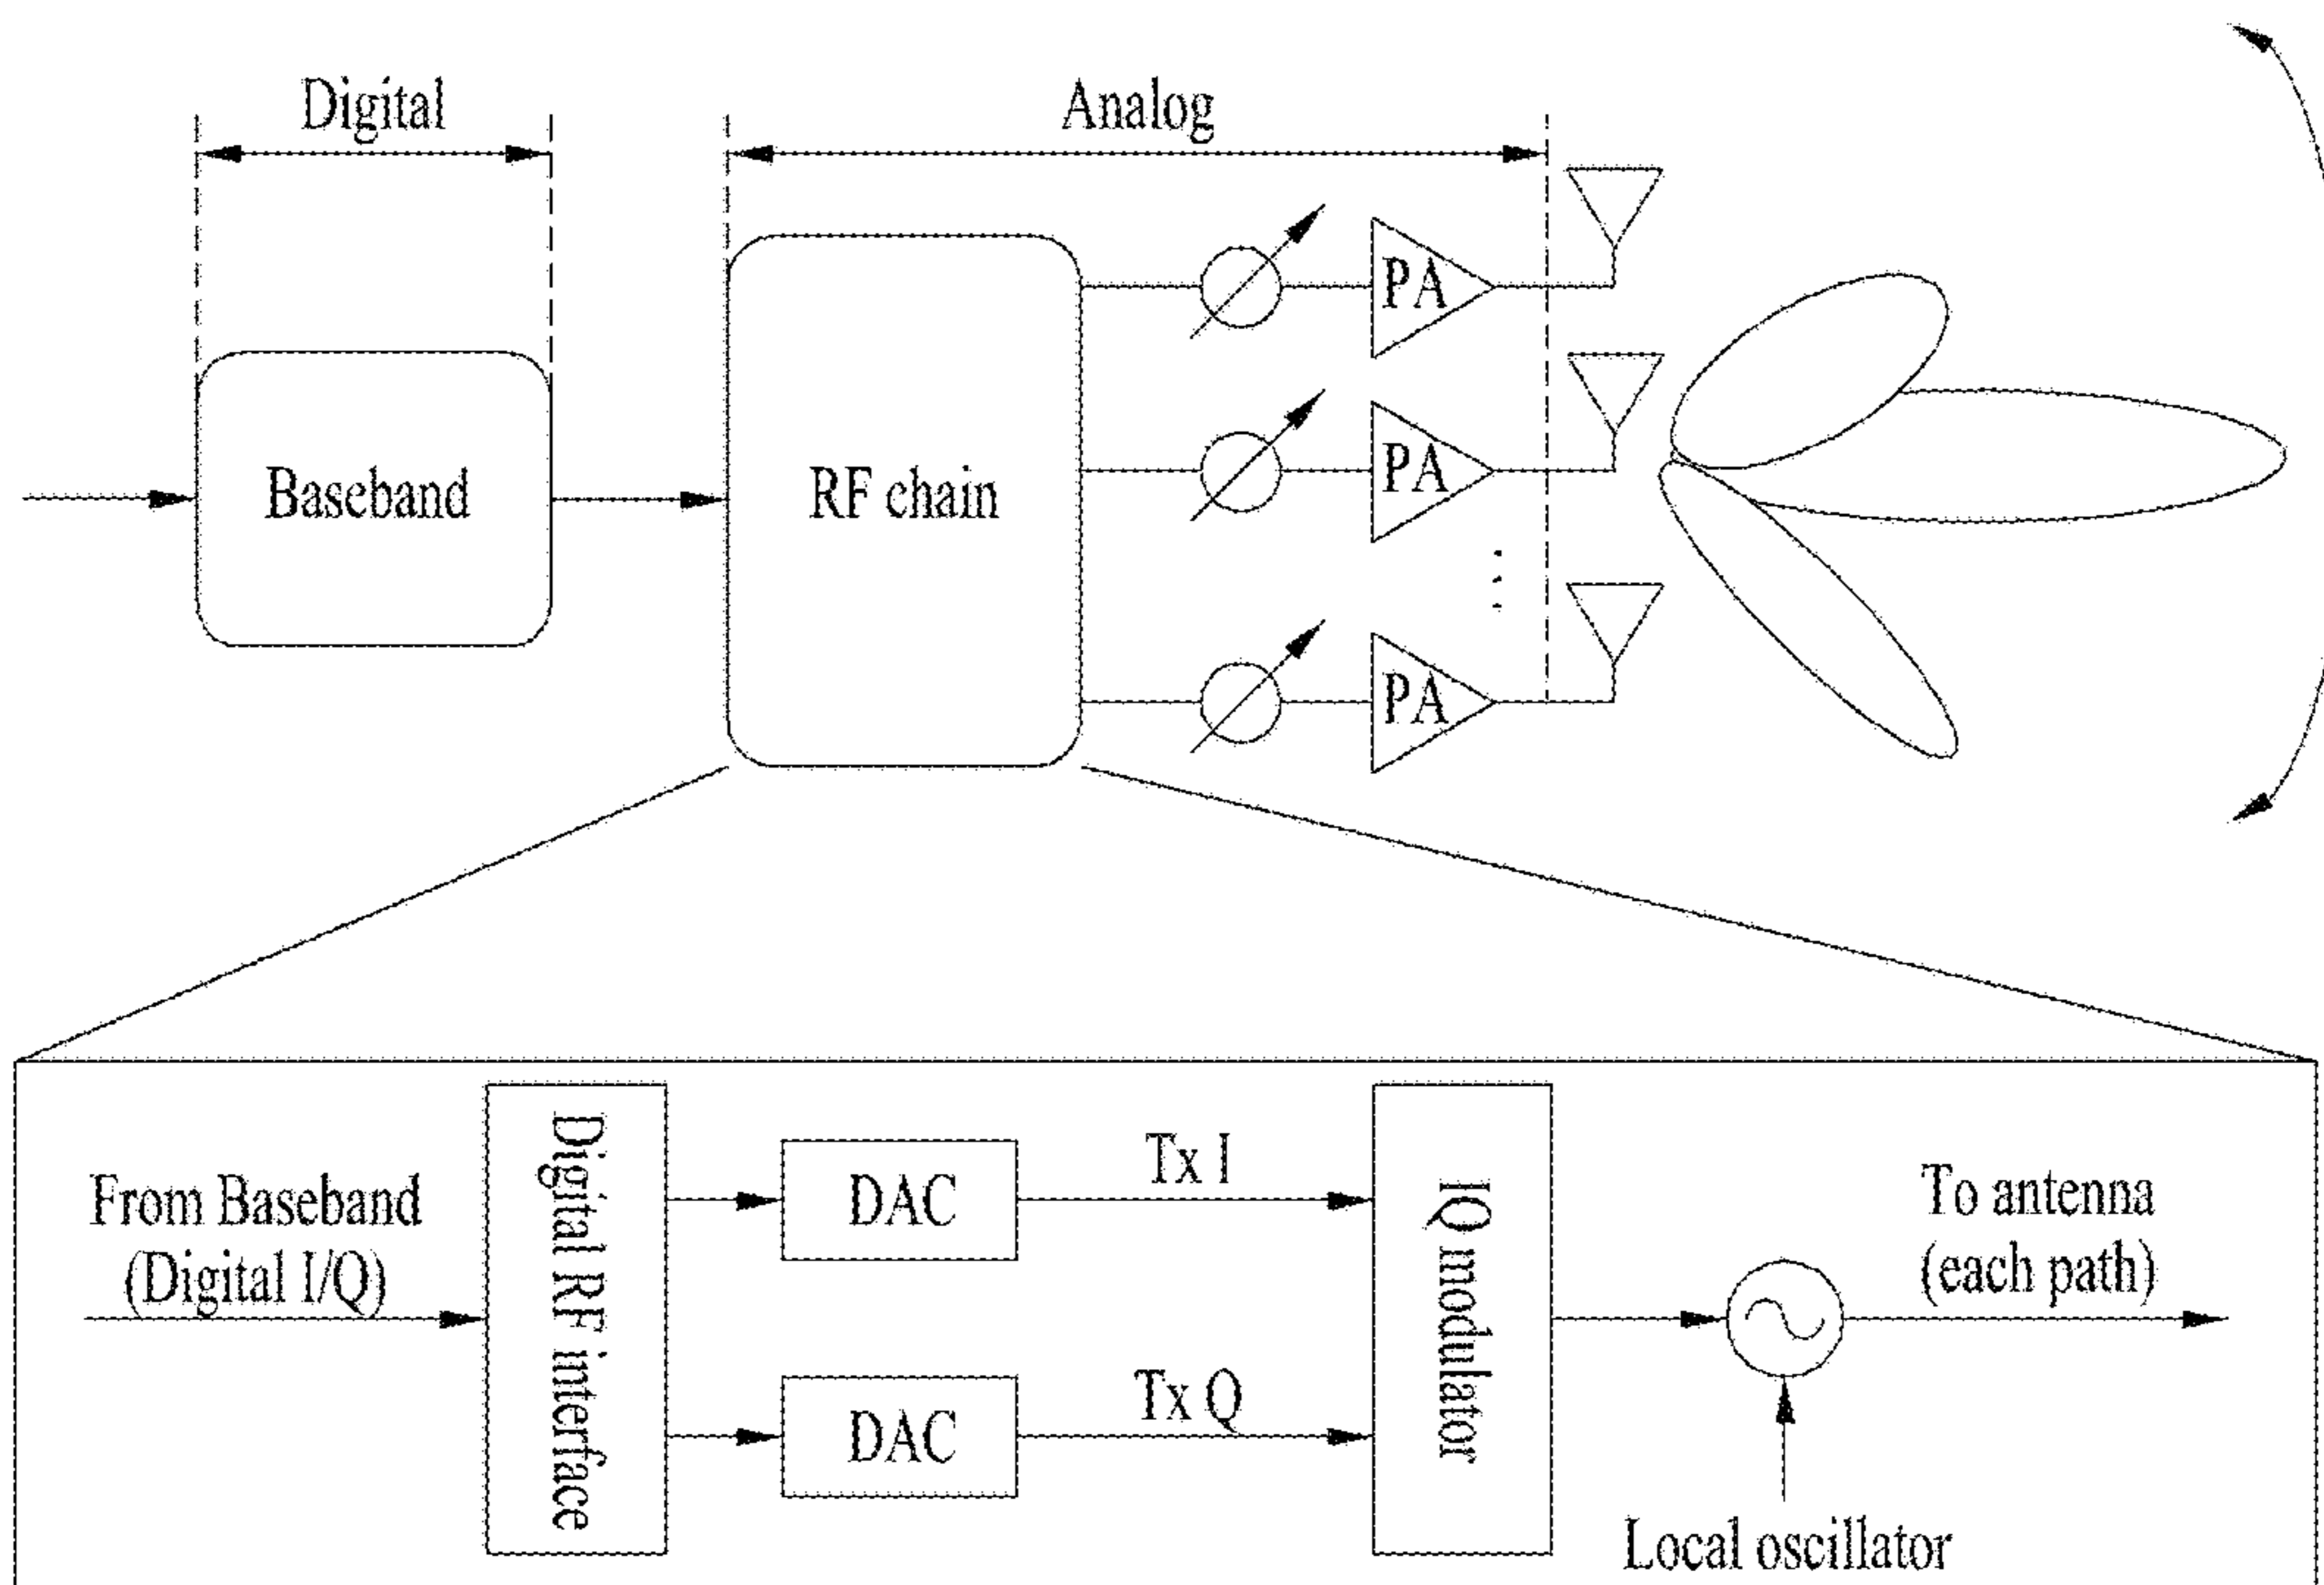 Digital
Analog
PA
Baseband
RF chain
PA
PA
From Baseband
(Digital I/Q)
Digital RF interface
DAC
Tx I
DAC
Tx Q
IQ modulator
To antenna
(each path)
Local oscillator